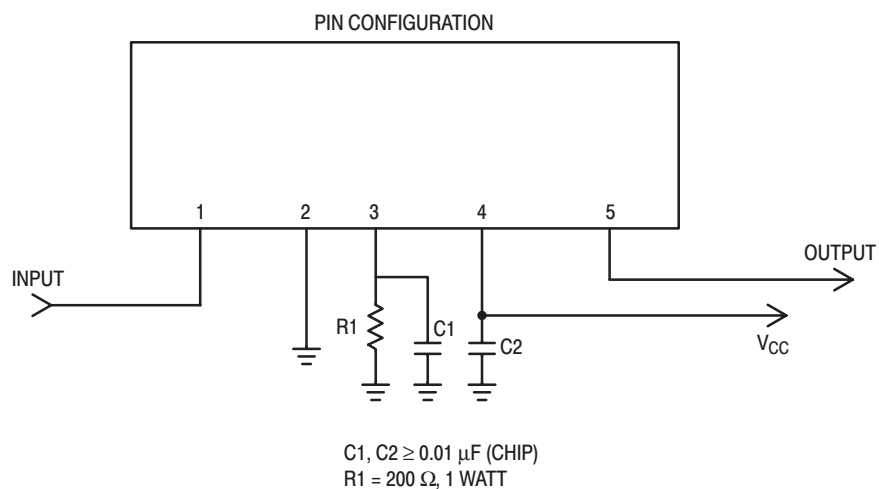 PIN CONFIGURATION
1 2 3 4 5
INPUT
OUTPUT
R1
C1
C2
VCC
C1, C2 ≥ 0.01 μF (CHIP)
R1 = 200 Ω, 1 WATT